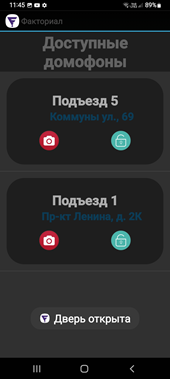 11:45
89%
Факториал
Доступные
домофоны
Подъезд 5
Коммуны ул., 69
Подъезд 1
Пр-кт Ленина, д. 2К
Дверь открыта